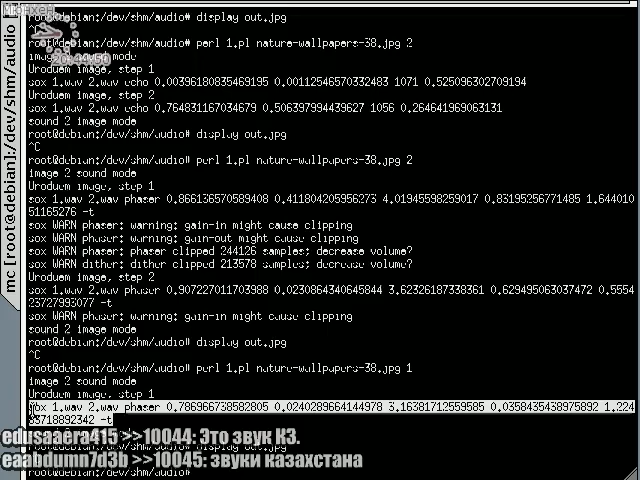 МЮНХЕН
20:44:50
mc [root@debian]:/dev/shm/audio
root@debian:/dev/shm/audio# display out.jpg
^C
root@debian:/dev/shm/audio# perl 1.pl nature-wallpapers-38.jpg 2
image 2 sound mode
Uroduem image, step 1
sox 1.wav 2.wav echo 0.00396180835469195 0.00112546570332483 1071 0.525096302709194
Uroduem image, step 2
sox 1.wav 2.wav echo 0.764831167034679 0.506397994439627 1056 0.264641969063131
sound 2 image mode
root@debian:/dev/shm/audio# display out.jpg
^C
root@debian:/dev/shm/audio# perl 1.pl nature-wallpapers-38.jpg 2
image 2 sound mode
Uroduem image, step 1
sox 1.wav 2.wav phaser 0.866136570589408 0.411804205956273 4.01945598259017 0.83195256771485 1.644010
51165276 -t
sox WARN phaser: warning: gain-in might cause clipping
sox WARN phaser: warning: gain-out might cause clipping
sox WARN phaser: phaser clipped 244126 samples; decrease volume?
sox WARN dither: dither clipped 213578 samples; decrease volume?
Uroduem image, step 2
sox 1.wav 2.wav phaser 0.907227011703988 0.0230864340645844 3.62326187338361 0.629495063037472 0.5554
23727993077 -t
sox WARN phaser: warning: gain-in might cause clipping
sound 2 image mode
root@debian:/dev/shm/audio# display out.jpg
^C
root@debian:/dev/shm/audio# perl 1.pl nature-wallpapers-38.jpg 1
image 2 sound mode
Uroduem image, step 1
sox 1.wav 2.wav phaser 0.786966738582805 0.0240289664144978 3.16381712559585 0.0358435438975892 1.224
83718892342 -t
edusaaera415 >>10044: Это звук КЗ.
eaabdumn7d3b >>10045: звуки казахстана
root@debian:/dev/shm/audio#